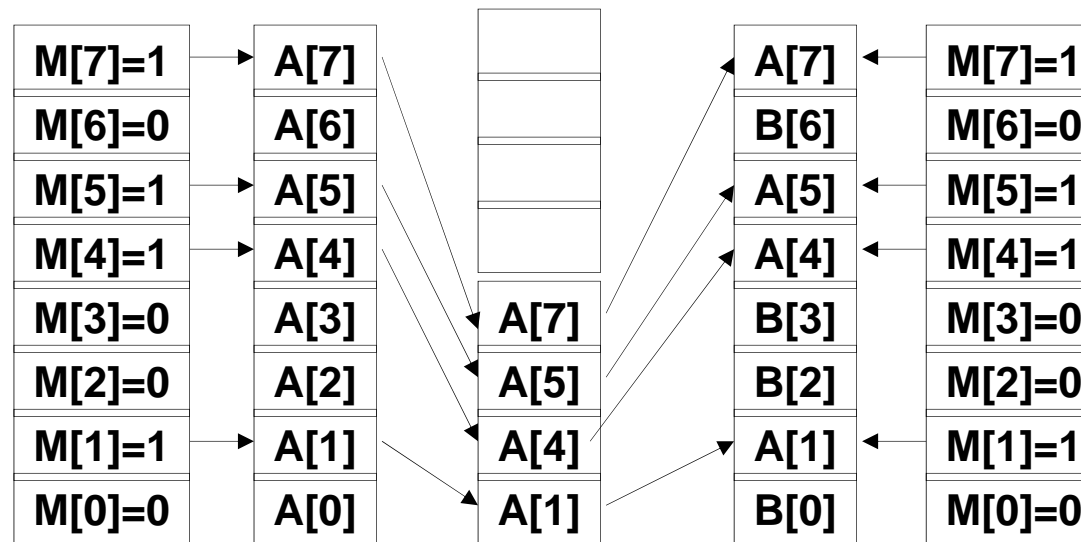 M[7]=1 A[7] A[7] M[7]=1
M[6]=0 A[6] B[6] M[6]=0
M[5]=1 A[5] A[5] M[5]=1
M[4]=1 A[4] A[4] M[4]=1
M[3]=0 A[3] A[7] B[3] M[3]=0
M[2]=0 A[2] A[5] B[2] M[2]=0
M[1]=1 A[1] A[4] A[1] M[1]=1
M[0]=0 A[0] A[1] B[0] M[0]=0